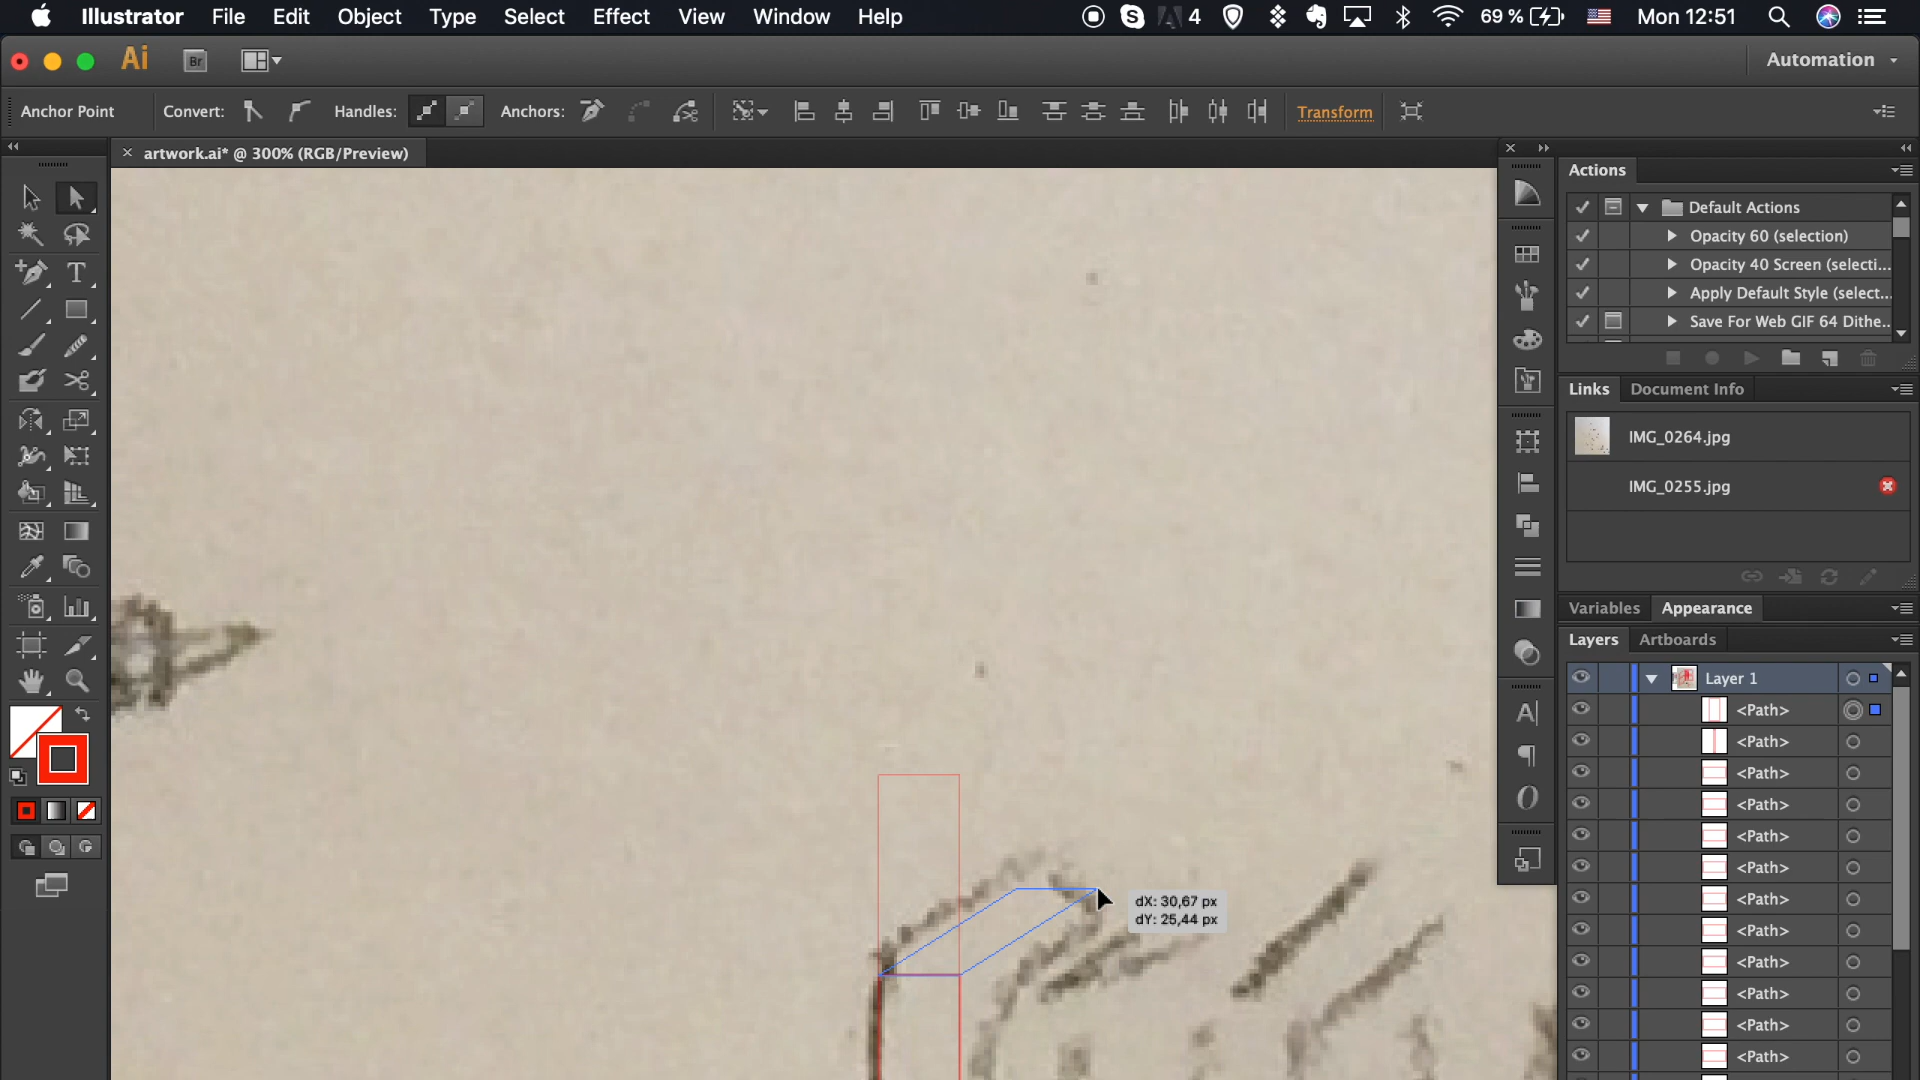 Illustrator File Edit Object Type Select Effect View Window Help 4 69 % Mon 12:51
Ai Br Automation
Anchor Point Convert: Handles: Anchors: Transform
artwork.ai* @ 300% (RGB/Preview)
Actions
Default Actions
Opacity 60 (selection)
Opacity 40 Screen (selecti...
Apply Default Style (select...
Save For Web GIF 64 Dithe...
Links Document Info
IMG_0264.jpg
IMG_0255.jpg
Variables Appearance
Layers Artboards
Layer 1
<Path>
<Path>
<Path>
<Path>
<Path>
<Path>
<Path>
<Path>
<Path>
<Path>
<Path>
<Path>
dX: 30,67 px
dY: 25,44 px